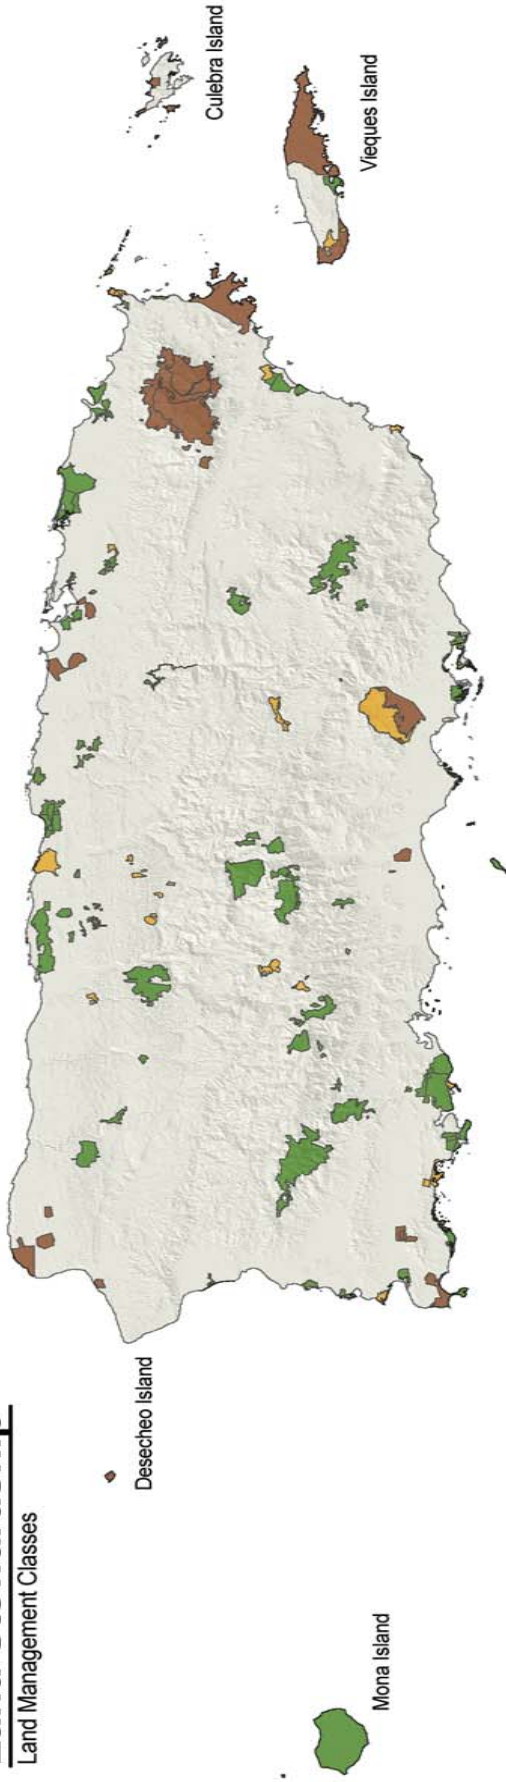 Land Management Classes
Mona Island
Desecheo Island
Culebra Island
Vieques Island